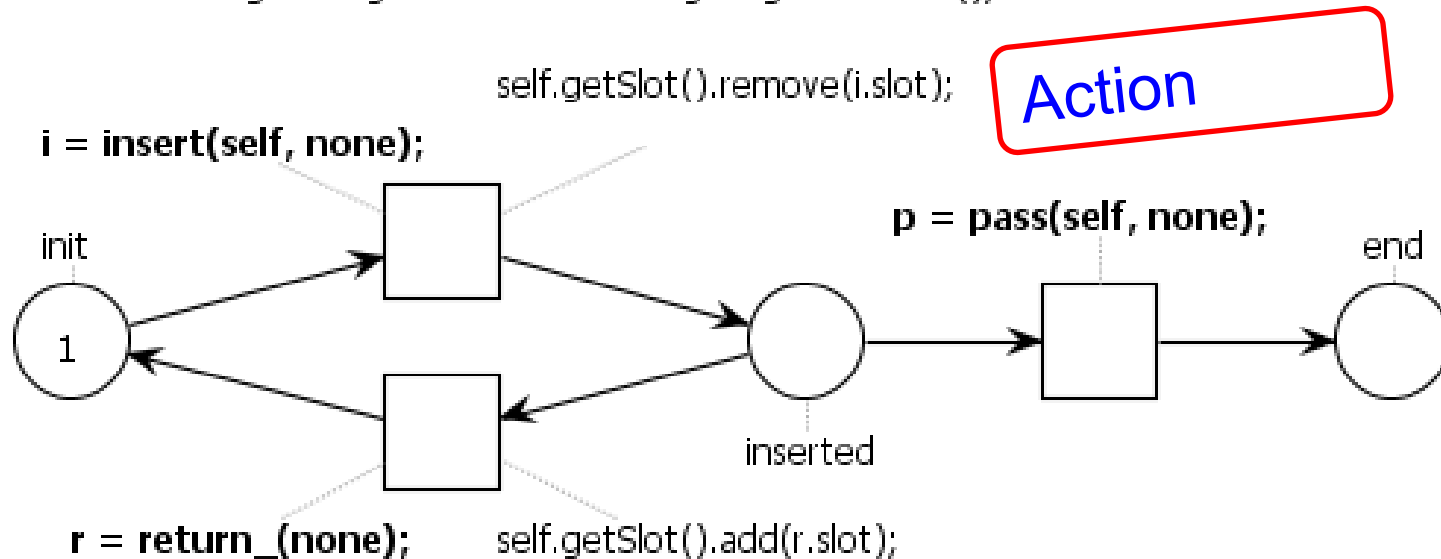 self.getSlot().remove(i.slot);
Action
i = insert(self, none);
p = pass(self, none);
init
end
1
inserted
r = return_(none);
self.getSlot().add(r.slot);